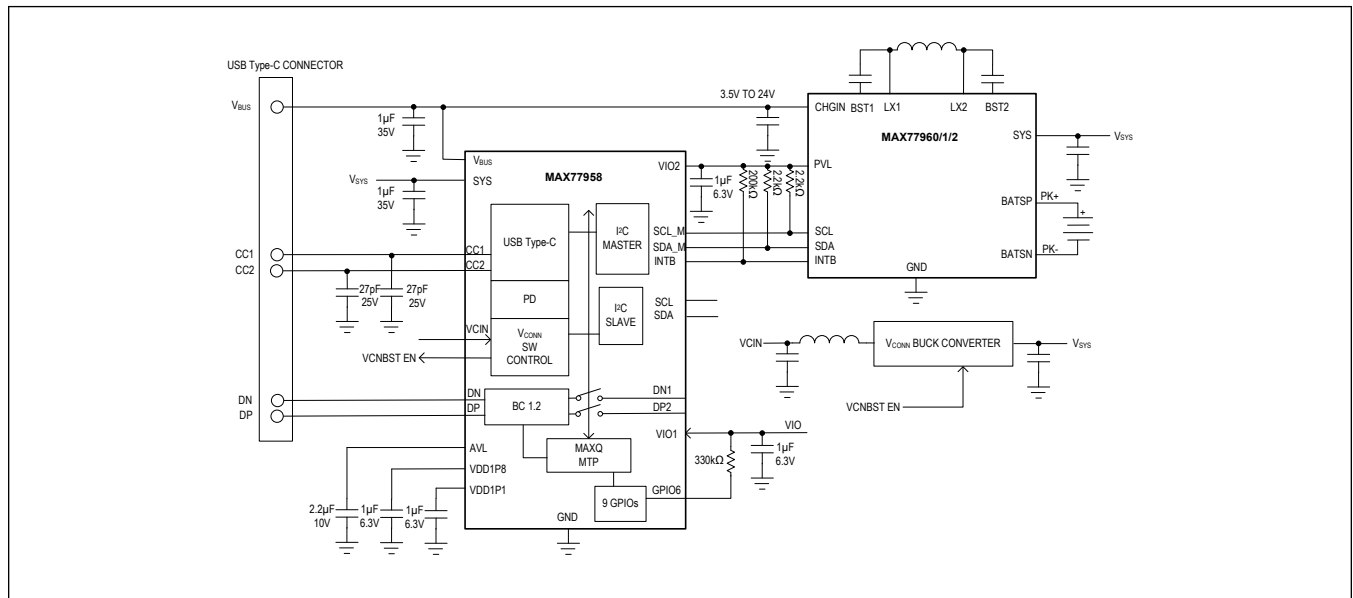 USB Type-C CONNECTOR
VBUS
CC1
CC2
DN
DP
1µF
35V
VSYS
1µF
35V
27pF
25V
27pF
25V
VCIN
VCNBST EN
2.2µF
10V
1µF
6.3V
1µF
6.3V
MAX77958
VBUS
SYS
CC1
CC2
USB Type-C
PD
VCONN
SW
CONTROL
I²C
MASTER
I²C
SLAVE
DN
DP
BC 1.2
MAXQ
MTP
9 GPIOs
AVL
VDD1P8
VDD1P1
GND
VIO2
SCL_M
SDA_M
INTB
SCL
SDA
DN1
DP2
VIO1
GPIO6
3.5V TO 24V
1µF
6.3V
200kΩ
2.2kΩ
2.2kΩ
330kΩ
VIO
1µF
6.3V
CHGIN
BST1
LX1
LX2
BST2
MAX77960/1/2
PVL
SCL
SDA
INTB
GND
SYS
VSYS
BATSP
PK+
+
BATSN
PK-
VCIN
VCONN BUCK CONVERTER
VSYS
VCNBST EN